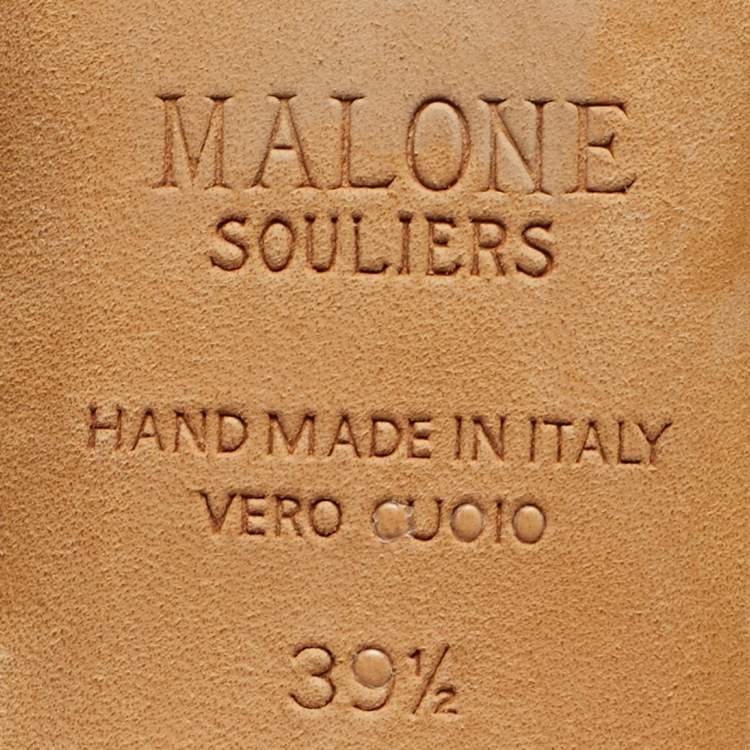 MALONE
SOULIERS
HAND MADE IN ITALY
VERO CUOIO
39½